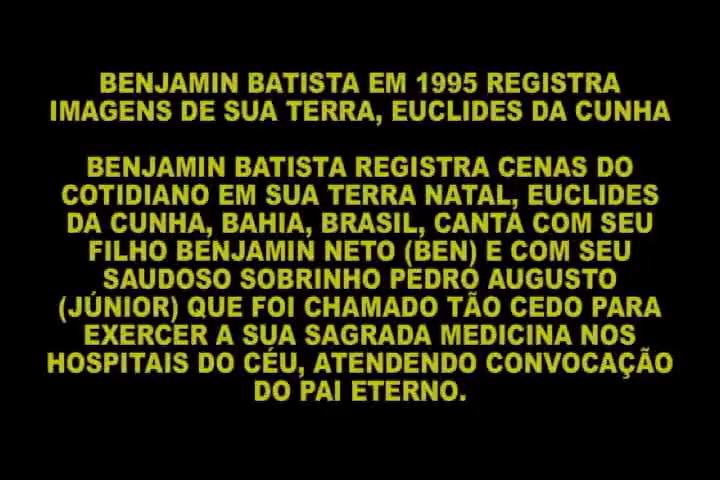 BENJAMIN BATISTA EM 1995 REGISTRA
IMAGENS DE SUA TERRA, EUCLIDES DA CUNHA
BENJAMIN BATISTA REGISTRA CENAS DO
COTIDIANO EM SUA TERRA NATAL, EUCLIDES
DA CUNHA, BAHIA, BRASIL, CANTA COM SEU
FILHO BENJAMIN NETO (BEN) E COM SEU
SAUDOSO SOBRINHO PEDRO AUGUSTO
(JÚNIOR) QUE FOI CHAMADO TÃO CEDO PARA
EXERCER A SUA SAGRADA MEDICINA NOS
HOSPITAIS DO CÉU, ATENDENDO CONVOCAÇÃO
DO PAI ETERNO.